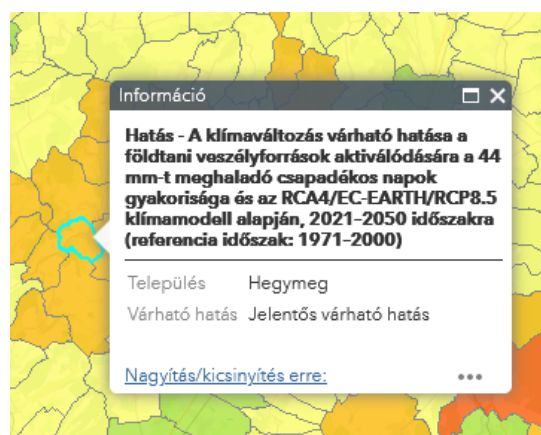 Információ
Hatás - A klímaváltozás várható hatása a
földtani veszélyforrások aktiválódására a 44
mm-t meghaladó csapadékos napok
gyakorisága és az RCA4/EC-EARTH/RCP8.5
klímamodell alapján, 2021-2050 időszakra
(referencia időszak: 1971-2000)
Település Hegymeg
Várható hatás Jelentős várható hatás
Nagyítás/kicsinyítés erre: